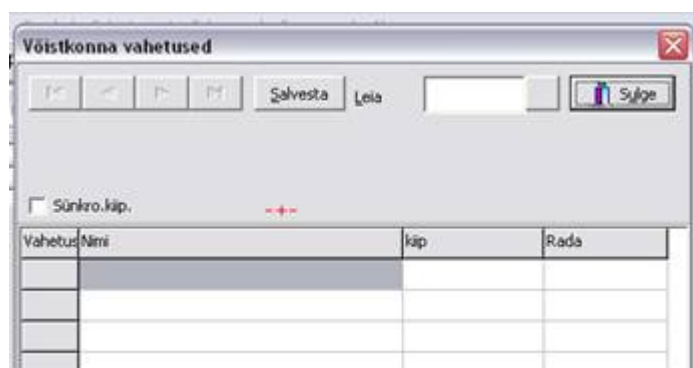 Võistkonna vahetused
Salvesta Leia Sulge
Sünkro.kiip. -+-
Vahetus Nimi kiip Rada